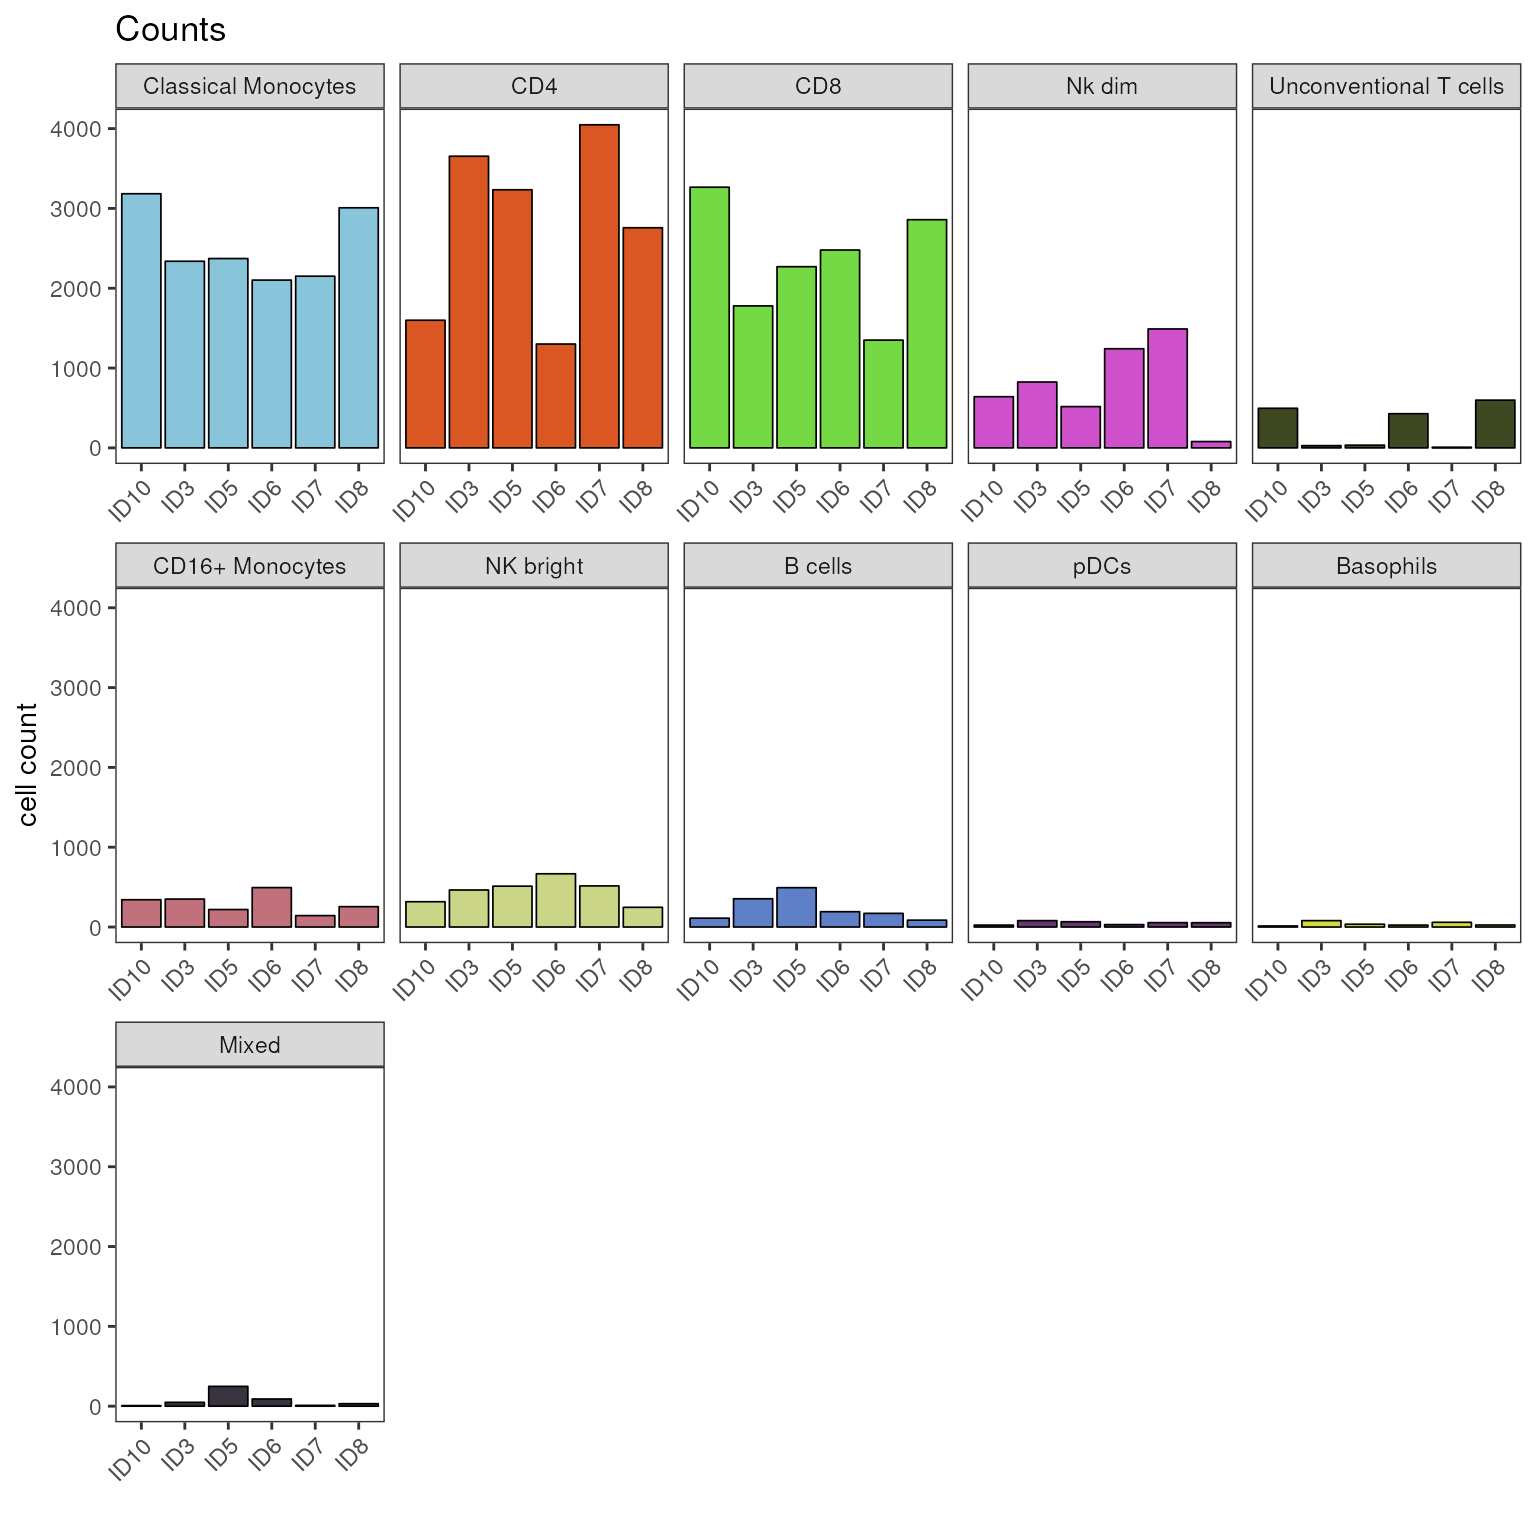 Counts
Classical Monocytes CD4 CD8 Nk dim Unconventional T cells
4000
3000
2000
1000
0
ID10 ID3 ID5 ID6 ID7 ID8 ID10 ID3 ID5 ID6 ID7 ID8 ID10 ID3 ID5 ID6 ID7 ID8 ID10 ID3 ID5 ID6 ID7 ID8 ID10 ID3 ID5 ID6 ID7 ID8
CD16+ Monocytes NK bright B cells pDCs Basophils
4000
3000
2000
1000
0
cell count
ID10 ID3 ID5 ID6 ID7 ID8 ID10 ID3 ID5 ID6 ID7 ID8 ID10 ID3 ID5 ID6 ID7 ID8 ID10 ID3 ID5 ID6 ID7 ID8 ID10 ID3 ID5 ID6 ID7 ID8
Mixed
4000
3000
2000
1000
0
ID10 ID3 ID5 ID6 ID7 ID8